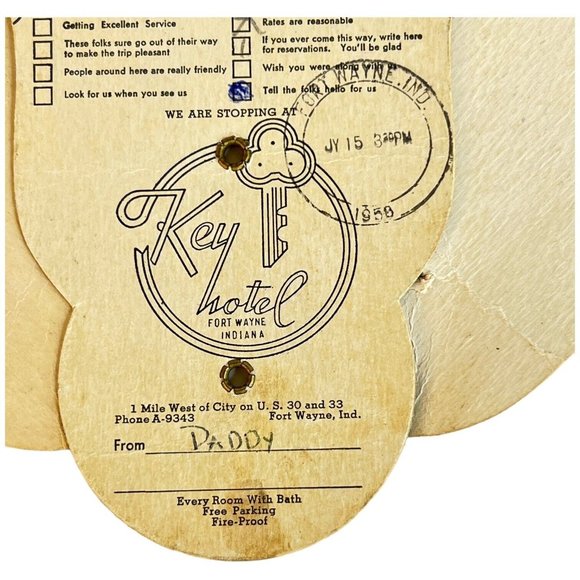 Getting Excellent Service
Rates are reasonable
These folks sure go out of their way
to make the trip pleasant
If you ever come this way, write here
for reservations. You'll be glad
People around here are really friendly
Wish you were along with us
Look for us when you see us
Tell the folks hello for us
WE ARE STOPPING AT
FORT WAYNE, IND.
JY 15 3 30 PM
1958
Key
hotel
FORT WAYNE
INDIANA
1 Mile West of City on U. S. 30 and 33
Phone A-9343 Fort Wayne, Ind.
From DADDY
Every Room With Bath
Free Parking
Fire-Proof